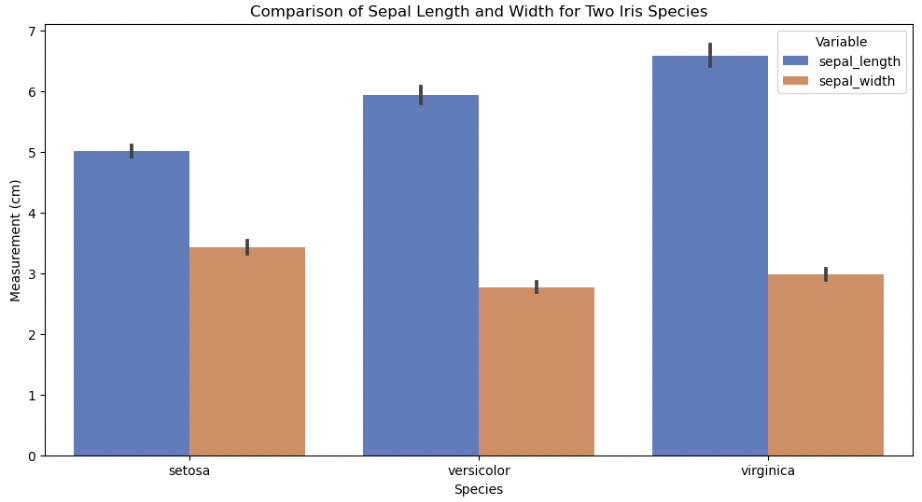 Comparison of Sepal Length and Width for Two Iris Species
Variable
sepal_length
sepal_width
Measurement (cm)
7
6
5
4
3
2
1
0
setosa versicolor virginica
Species